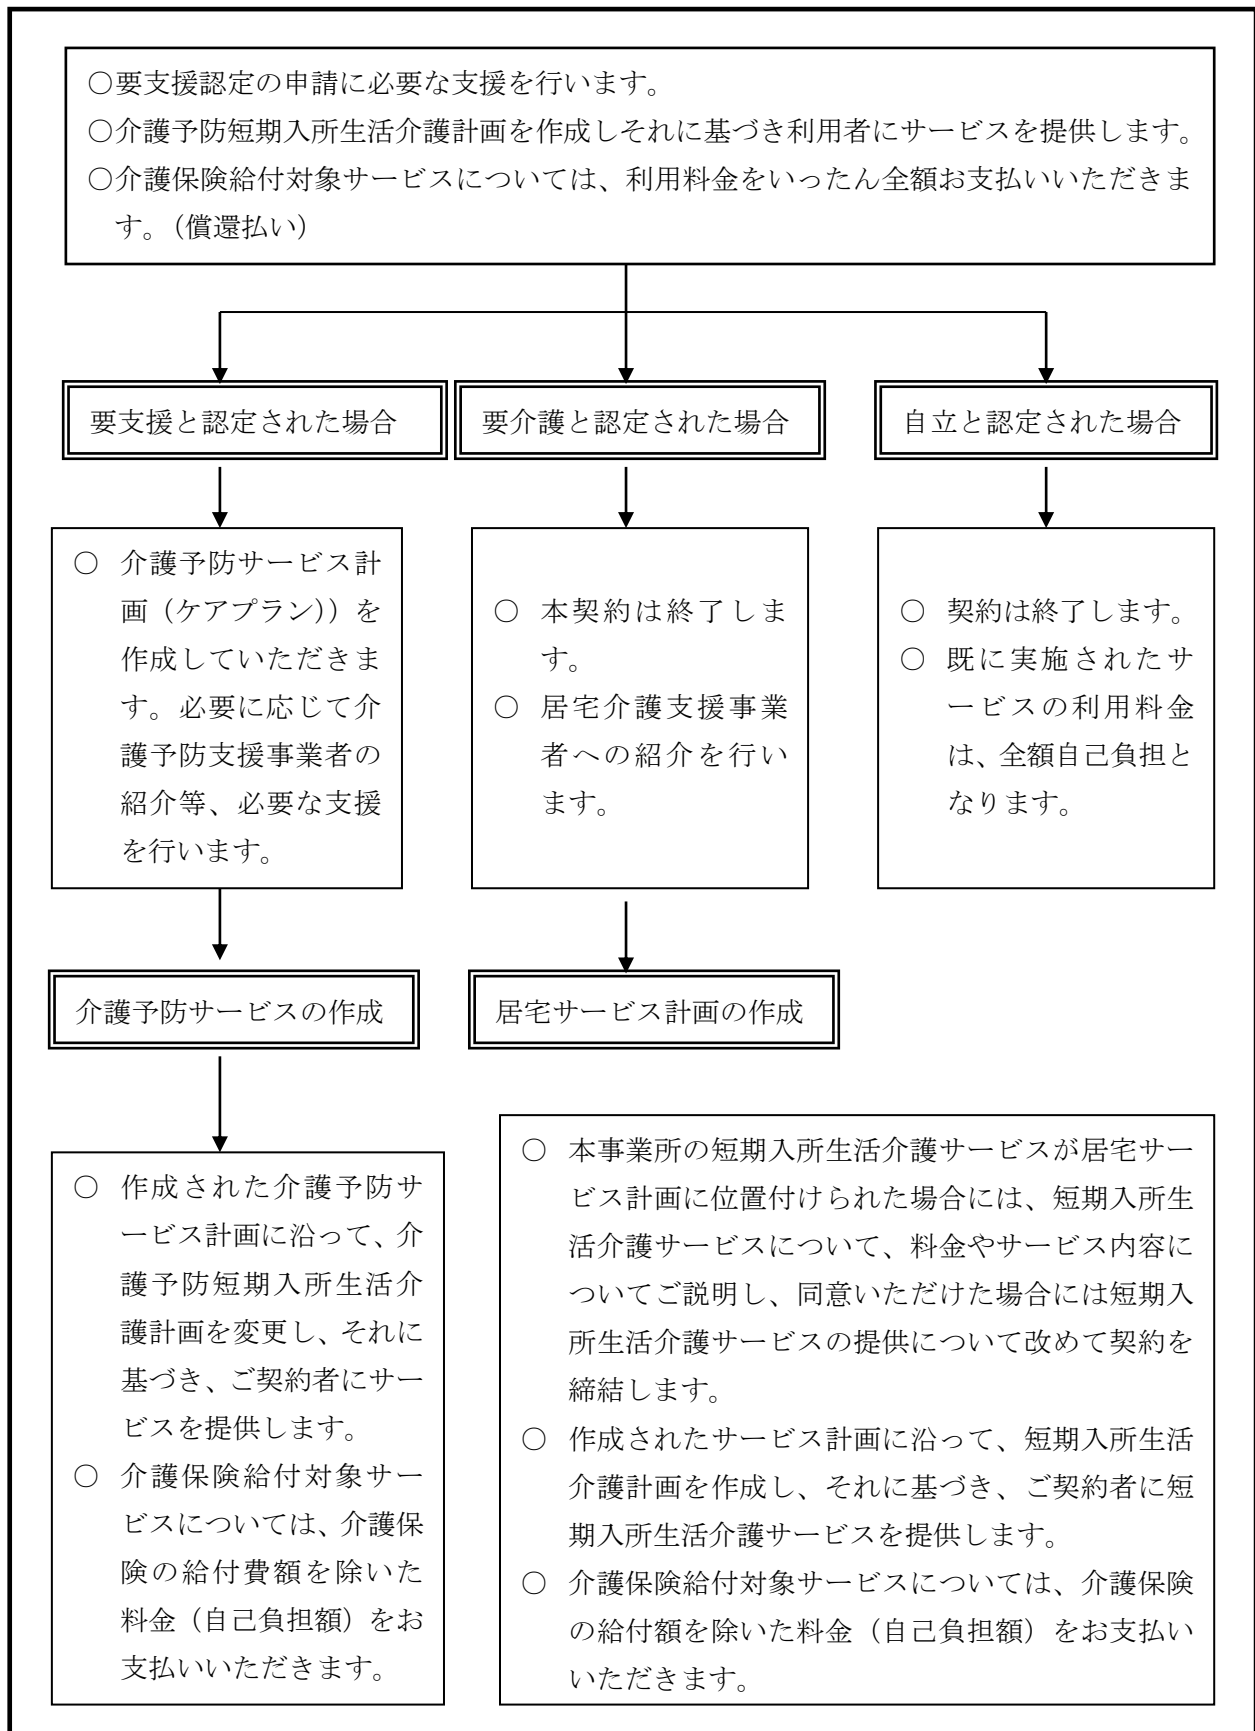 ○要支援認定の申請に必要な支援を行います。
○介護予防短期入所生活介護計画を作成しそれに基づき利用者にサービスを提供します。
○介護保険給付対象サービスについては、利用料金をいったん全額お支払いいただきま
す。（償還払い）
要支援と認定された場合
要介護と認定された場合
自立と認定された場合
○ 介護予防サービス計
画（ケアプラン））を
作成していただきま
す。必要に応じて介
護予防支援事業者の
紹介等、必要な支援
を行います。
○ 本契約は終了しま
す。
○ 居宅介護支援事業
者への紹介を行い
ます。
○ 契約は終了します。
○ 既に実施されたサ
ービスの利用料金
は、全額自己負担と
なります。
介護予防サービスの作成
居宅サービス計画の作成
○ 作成された介護予防サ
ービス計画に沿って、介
護予防短期入所生活介
護計画を変更し、それに
基づき、ご契約者にサー
ビスを提供します。
○ 介護保険給付対象サー
ビスについては、介護保
険の給付費額を除いた
料金（自己負担額）をお
支払いいただきます。
○ 本事業所の短期入所生活介護サービスが居宅サー
ビス計画に位置付けられた場合には、短期入所生
活介護サービスについて、料金やサービス内容に
ついてご説明し、同意いただけた場合には短期入
所生活介護サービスの提供について改めて契約を
締結します。
○ 作成されたサービス計画に沿って、短期入所生活
介護計画を作成し、それに基づき、ご契約者に短
期入所生活介護サービスを提供します。
○ 介護保険給付対象サービスについては、介護保険
の給付額を除いた料金（自己負担額）をお支払い
いただきます。